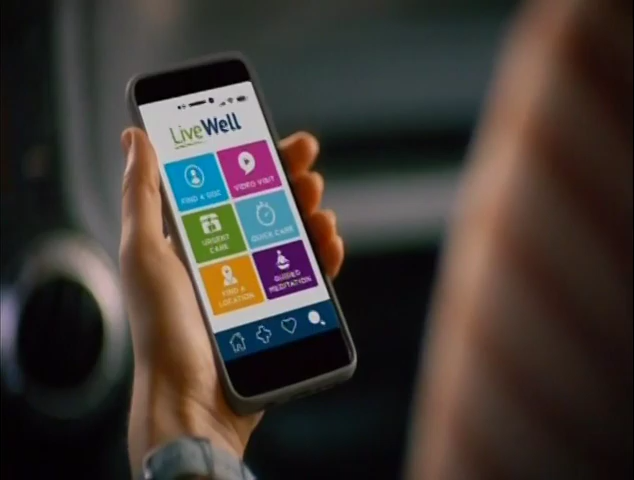 LiveWell
FIND A DOC
VIDEO VISIT
URGENT
CARE
QUICK CARE
FIND A
LOCATION
GUIDED
MEDITATION